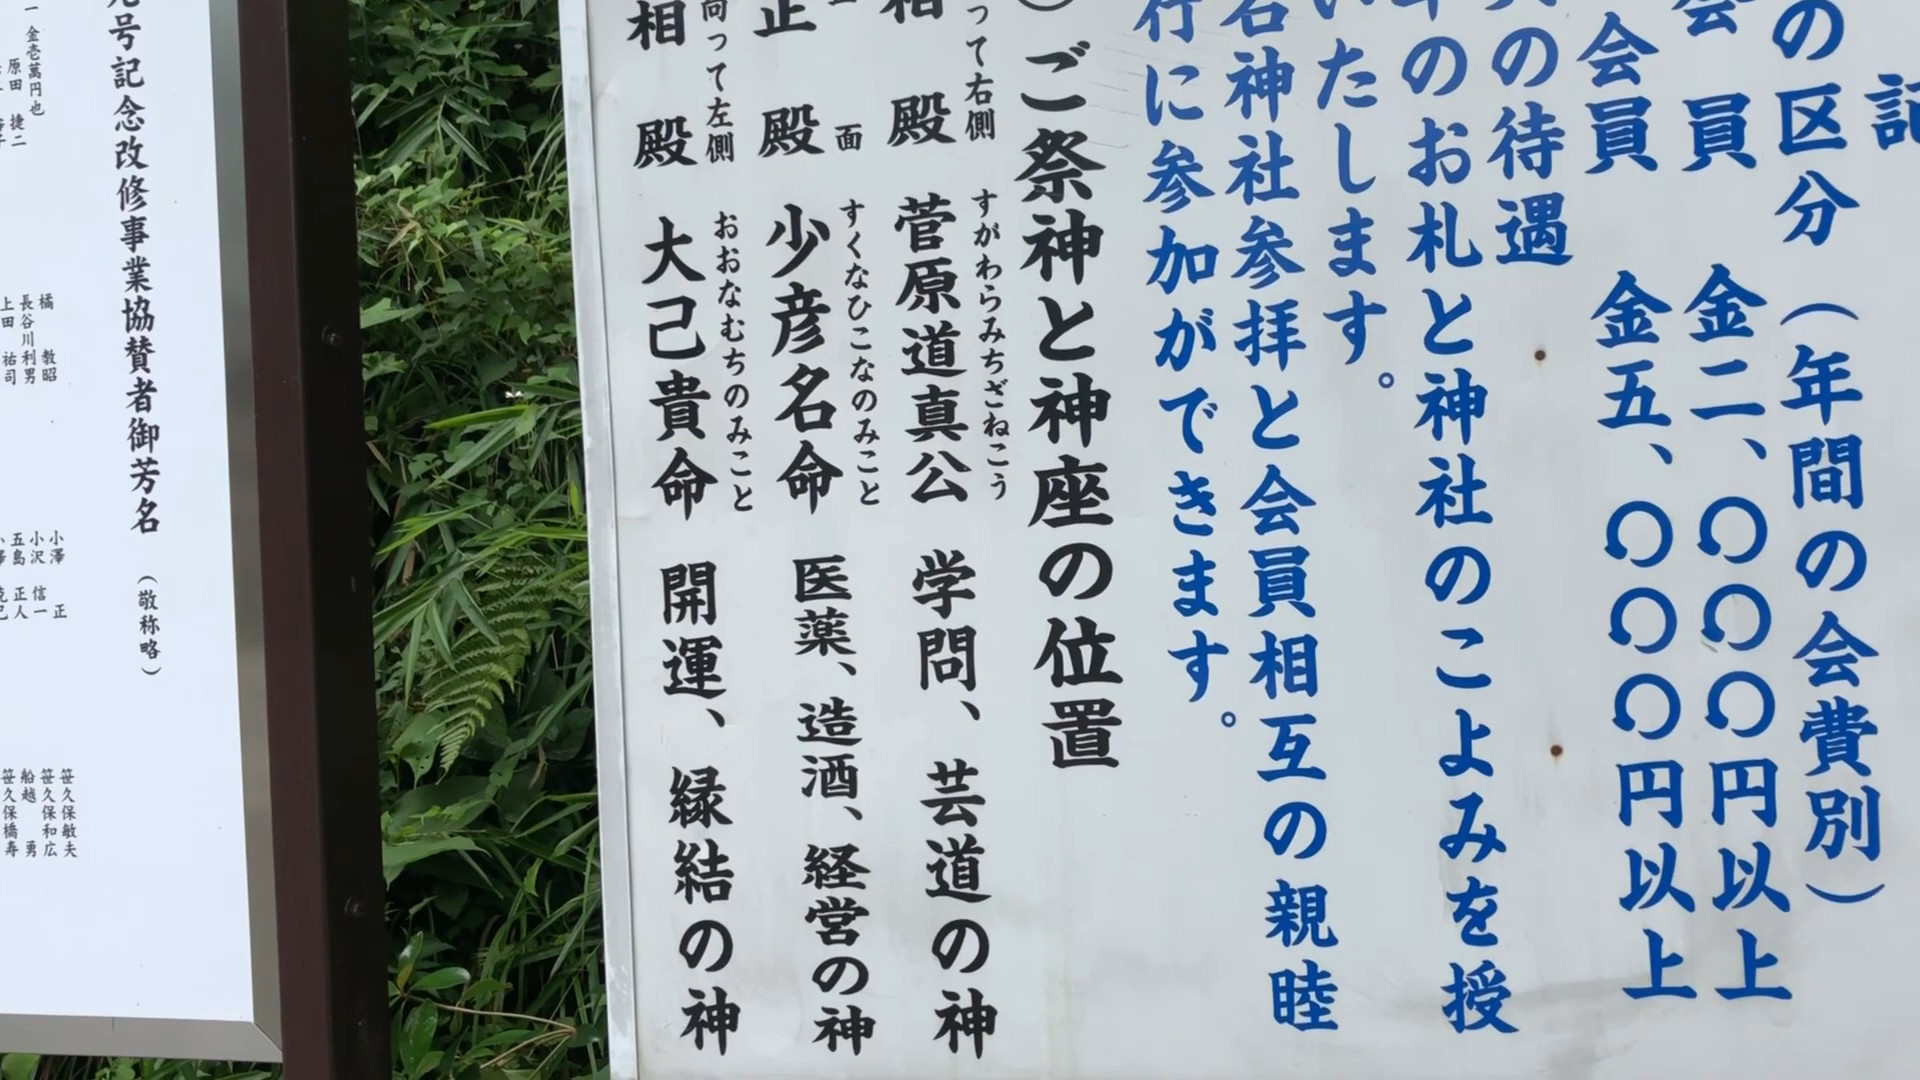 記
の区分(年間の会費別)
会員 金二、〇〇〇円以上
会員 金五、〇〇〇円以上
の待遇
のお札と神社のこよみを授
いたします。
石神社参拝と会員相互の親睦
行に参加ができます。
ご祭神と神座の位置
って右側
相殿 菅原道真公 学問、芸道の神
すがわらみちざねこう
正面
殿 少彦名命 医薬、造酒、経営の神
すくなひこなのみこと
向って左側
相殿 大己貴命 開運、縁結の神
おおなむちのみこと
号記念改修事業協賛者御芳名(敬称略)
小澤 正
笹久保敏夫
橘 教昭
小沢 信一
笹久保和広
一金壱萬円也
長谷川利男
五島 正人
船越 勇
原田 捷二
上田 祐司
笹久保橋寿